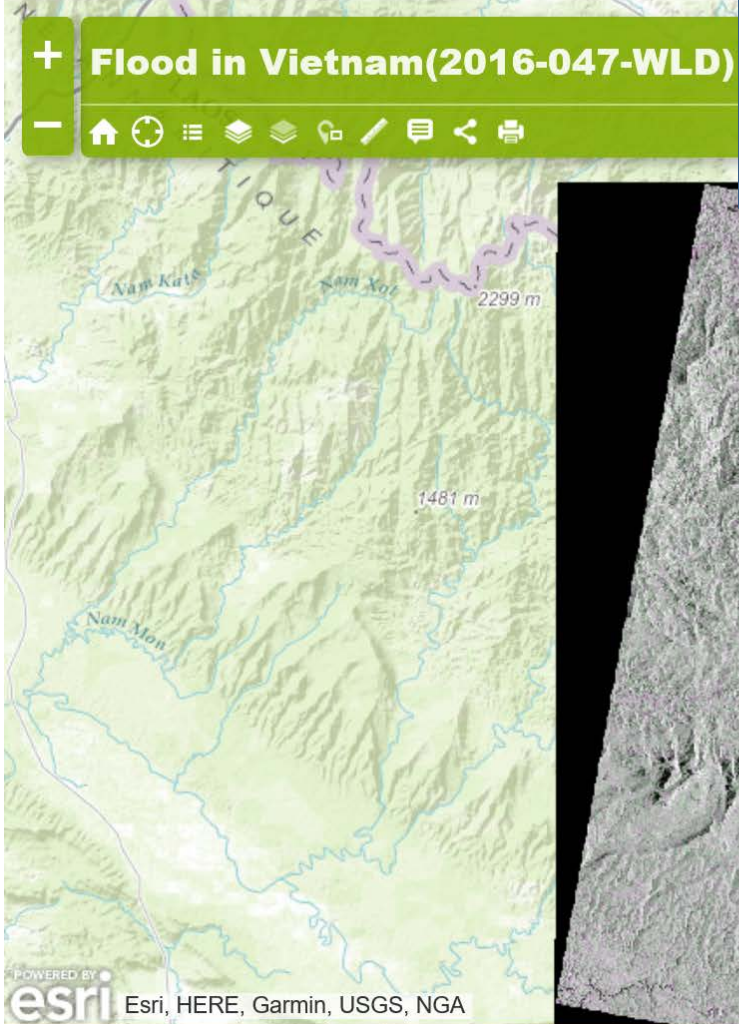 +
Flood in Vietnam(2016-047-WLD)
−
TIQUE
Nam Kata
Nam Xot
2299 m
1481 m
Nam Mon
POWERED BY
esri
Esri, HERE, Garmin, USGS, NGA